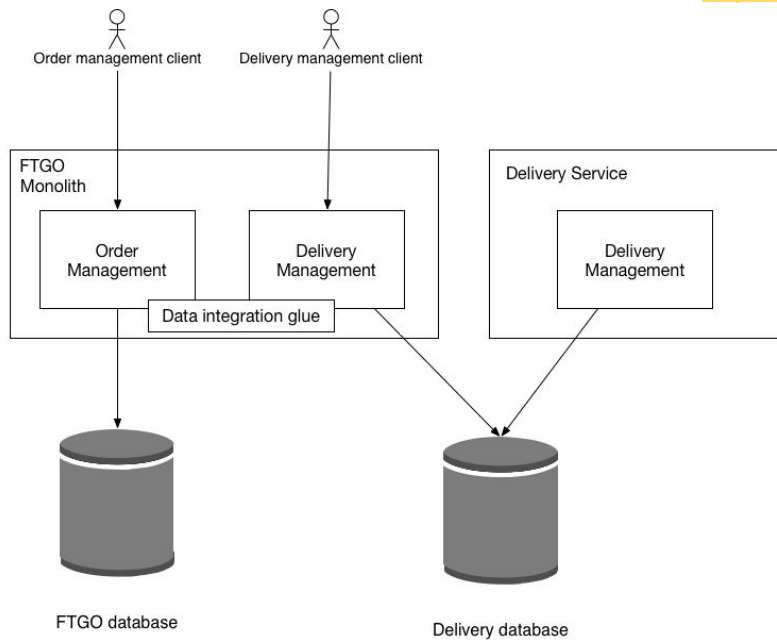 Order management client
Delivery management client
FTGO
Monolith
Delivery Service
Order
Management
Delivery
Management
Delivery
Management
Data integration glue
FTGO database
Delivery database